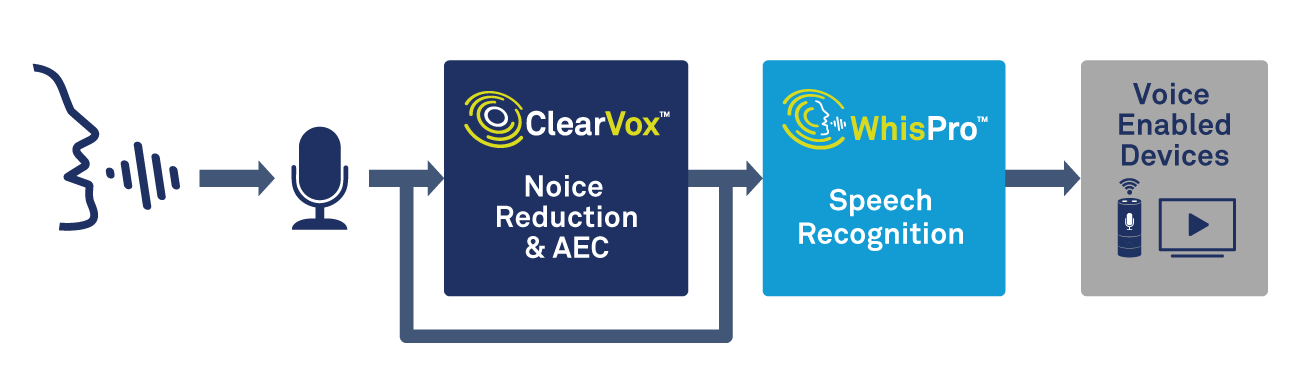 ClearVox™
Noice
Reduction
& AEC
WhisPro™
Speech
Recognition
Voice
Enabled
Devices